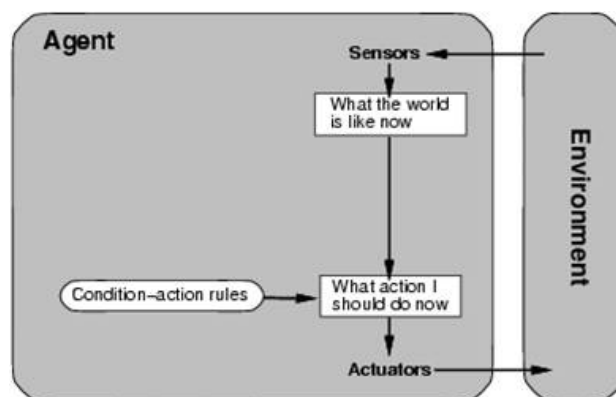 Agent
Sensors
What the world
is like now
Environment
Condition−action rules
What action I
should do now
Actuators